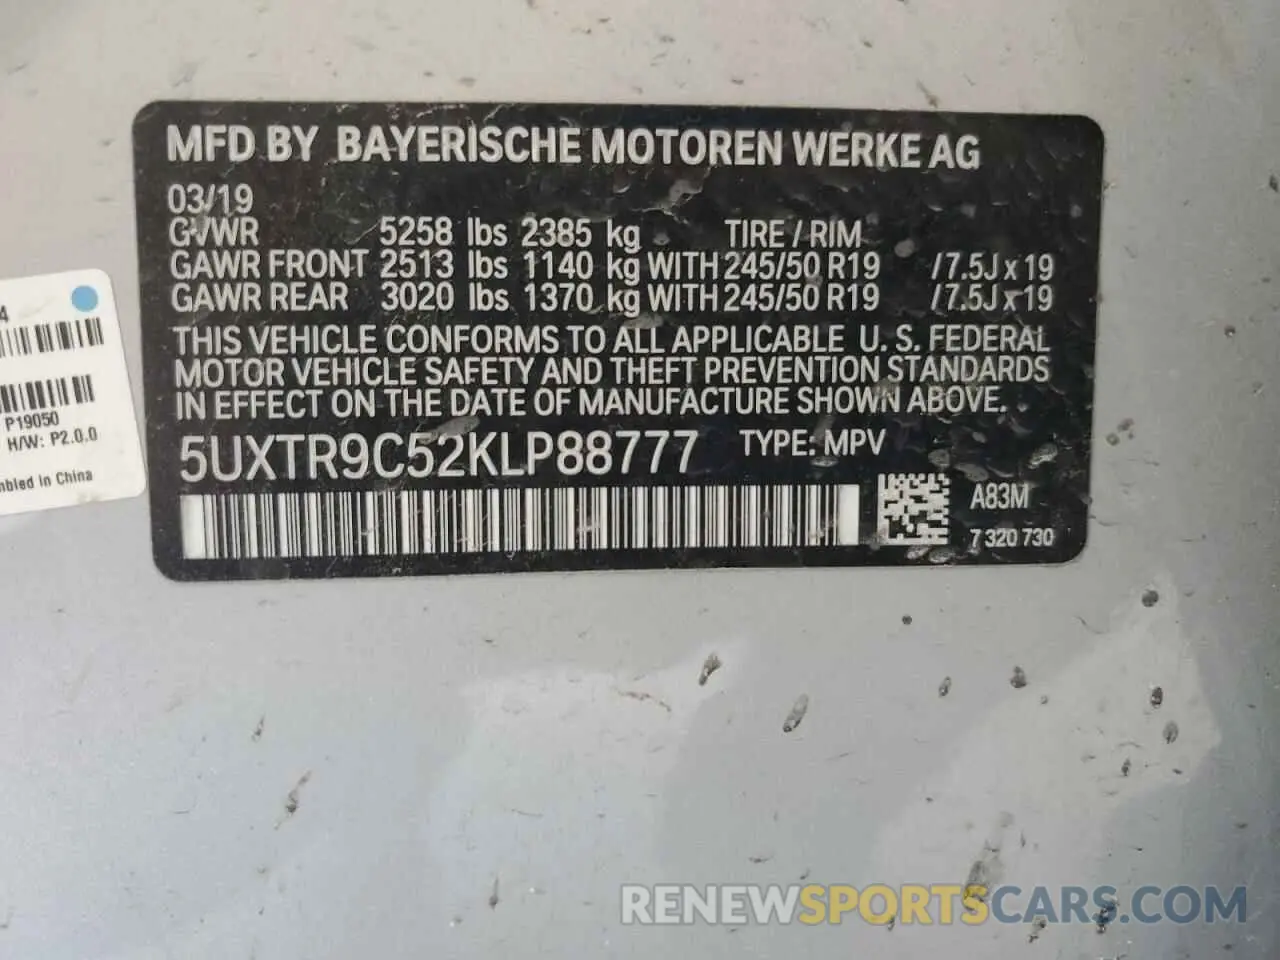 MFD BY BAYERISCHE MOTOREN WERKE AG
03/19
GVWR 5258 lbs 2385 kg TIRE / RIM
GAWR FRONT 2513 lbs 1140 kg WITH 245/50 R19 /7.5J x 19
GAWR REAR 3020 lbs 1370 kg WITH 245/50 R19 /7.5J x 19
THIS VEHICLE CONFORMS TO ALL APPLICABLE U. S. FEDERAL
MOTOR VEHICLE SAFETY AND THEFT PREVENTION STANDARDS
IN EFFECT ON THE DATE OF MANUFACTURE SHOWN ABOVE.
5UXTR9C52KLP88777 TYPE: MPV
A83M
7 320 730
4
P19050
H/W: P2.0.0
mbled in China
RENEWSPORTSCARS.COM